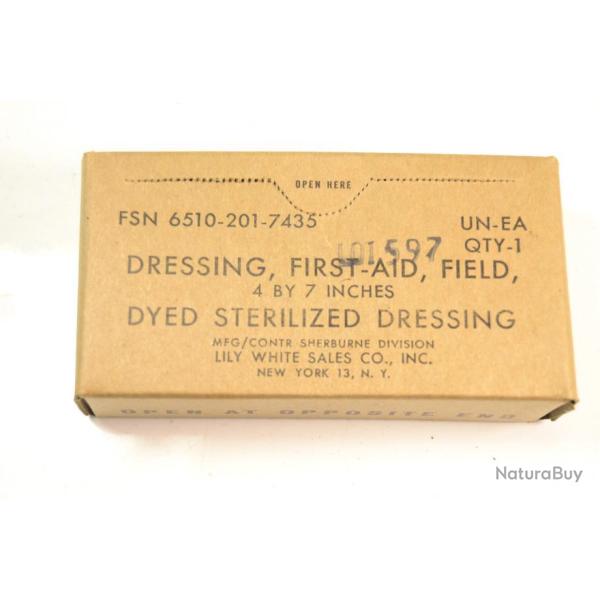 OPEN HERE
FSN 6510-201-7435 UN-EA
LOT 597 QTY-1
DRESSING, FIRST-AID, FIELD,
4 BY 7 INCHES
DYED STERILIZED DRESSING
MFG/CONTR SHERBURNE DIVISION
LILY WHITE SALES CO., INC.
NEW YORK 13, N. Y.
OPEN AT OPPOSITE END
NaturaBuy